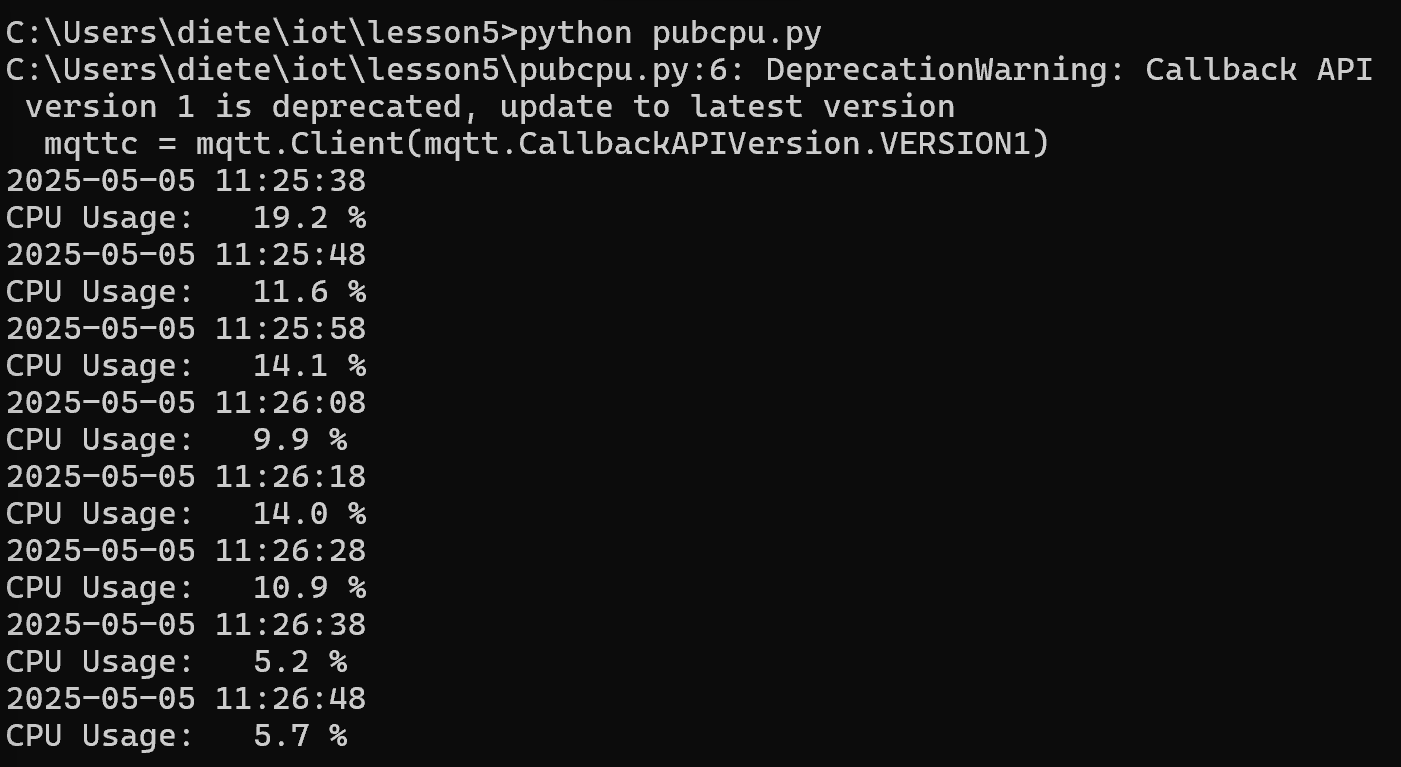 C:\Users\diete\iot\lesson5>python pubcpu.py
C:\Users\diete\iot\lesson5\pubcpu.py:6: DeprecationWarning: Callback API
 version 1 is deprecated, update to latest version
  mqttc = mqtt.Client(mqtt.CallbackAPIVersion.VERSION1)
2025-05-05 11:25:38
CPU Usage:   19.2 %
2025-05-05 11:25:48
CPU Usage:   11.6 %
2025-05-05 11:25:58
CPU Usage:   14.1 %
2025-05-05 11:26:08
CPU Usage:   9.9 %
2025-05-05 11:26:18
CPU Usage:   14.0 %
2025-05-05 11:26:28
CPU Usage:   10.9 %
2025-05-05 11:26:38
CPU Usage:   5.2 %
2025-05-05 11:26:48
CPU Usage:   5.7 %